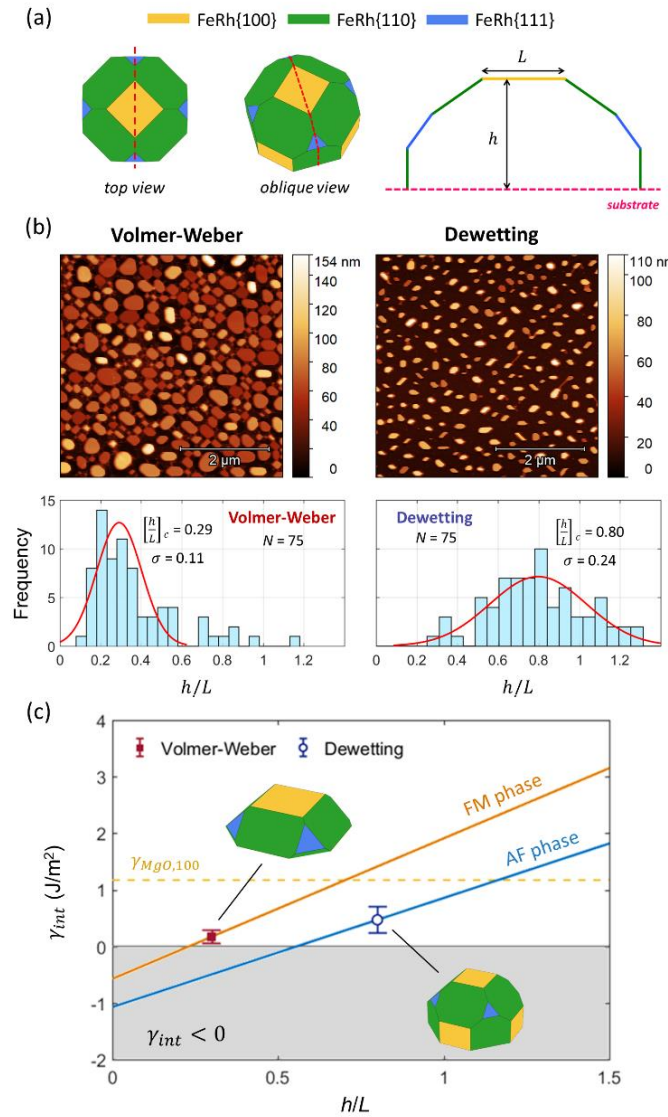 (a)
FeRh{100} FeRh{110} FeRh{111}
L
h
top view
oblique view
substrate
(b)
Volmer-Weber
154 nm
120
100
80
60
40
20
0
2 µm
Dewetting
110 nm
80
60
40
20
0
2 µm
Frequency
15
10
5
0
[h/L]c = 0.29
σ = 0.11
Volmer-Weber
N = 75
0 0.2 0.4 0.6 0.8 1 1.2
h/L
Dewetting
N = 75
[h/L]c = 0.80
σ = 0.24
0 0.2 0.4 0.6 0.8 1 1.2
h/L
(c)
Volmer-Weber Dewetting
FM phase
AF phase
γMgO,100
γint < 0
γint (J/m²)
4
3
2
1
0
-1
-2
0 0.5 1 1.5
h/L